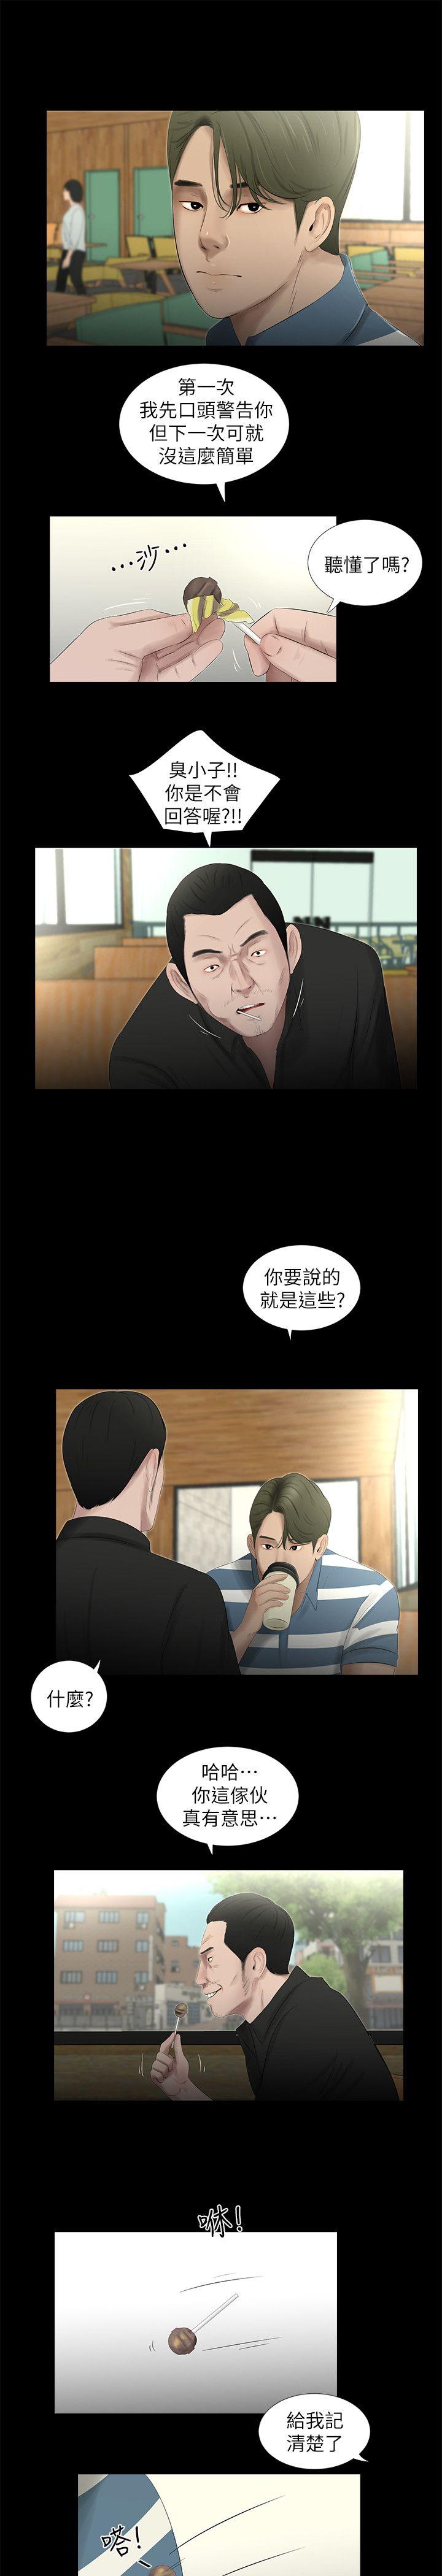 第一次
我先口頭警告你
但下一次可就
沒這麼簡單
…沙…
聽懂了嗎?
臭小子!!
你是不會
回答喔?!!
你要說的
就是這些?
什麼?
哈哈…
你這傢伙
真有意思…
咻!
給我記
清楚了
嗒!